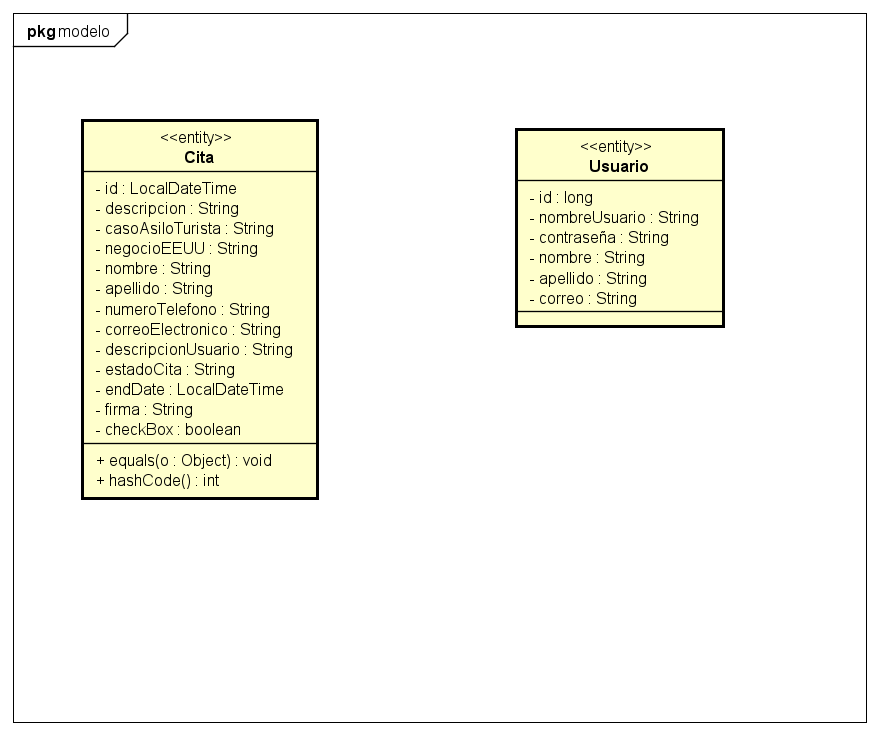 pkg modelo
<<entity>>
Cita
- id : LocalDateTime
- descripcion : String
- casoAsiloTurista : String
- negocioEEUU : String
- nombre : String
- apellido : String
- numeroTelefono : String
- correoElectronico : String
- descripcionUsuario : String
- estadoCita : String
- endDate : LocalDateTime
- firma : String
- checkBox : boolean
+ equals(o : Object) : void
+ hashCode() : int
<<entity>>
Usuario
- id : long
- nombreUsuario : String
- contraseña : String
- nombre : String
- apellido : String
- correo : String